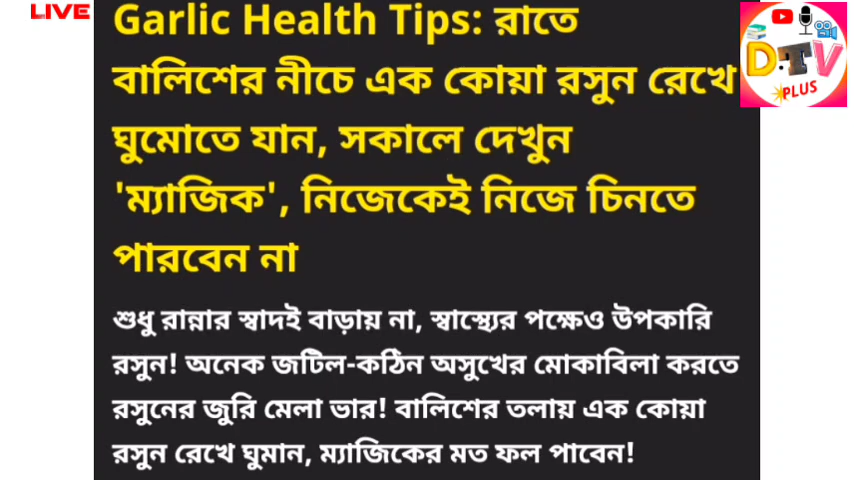 LIVE
Garlic Health Tips: রাতে
বালিশের নীচে এক কোয়া রসুন রেখে
ঘুমোতে যান, সকালে দেখুন
'ম্যাজিক', নিজেকেই নিজে চিনতে
পারবেন না
শুধু রান্নার স্বাদই বাড়ায় না, স্বাস্থ্যের পক্ষেও উপকারি
রসুন! অনেক জটিল-কঠিন অসুখের মোকাবিলা করতে
রসুনের জুরি মেলা ভার! বালিশের তলায় এক কোয়া
রসুন রেখে ঘুমান, ম্যাজিকের মত ফল পাবেন!
D.TV
PLUS